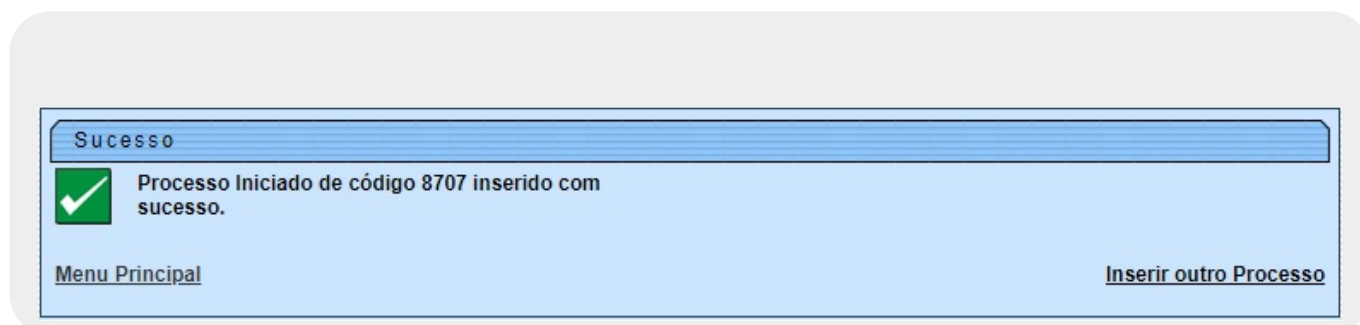 Sucesso
Processo Iniciado de código 8707 inserido com
sucesso.
Menu Principal
Inserir outro Processo